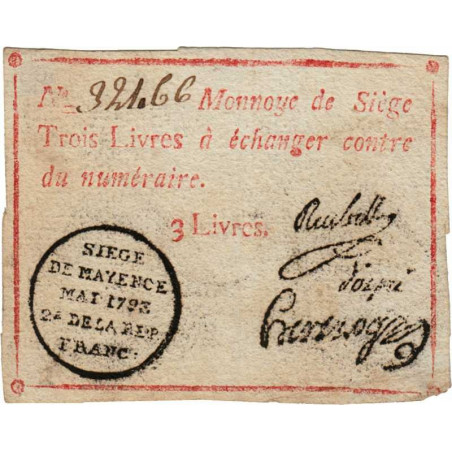 No. 32166 Monnoye de Siège
Trois Livres à échanger contre
du numéraire.
3 Livres.
SIEGE
DE MAYENCE
MAI 1793
2e DE LA REP
FRANC.